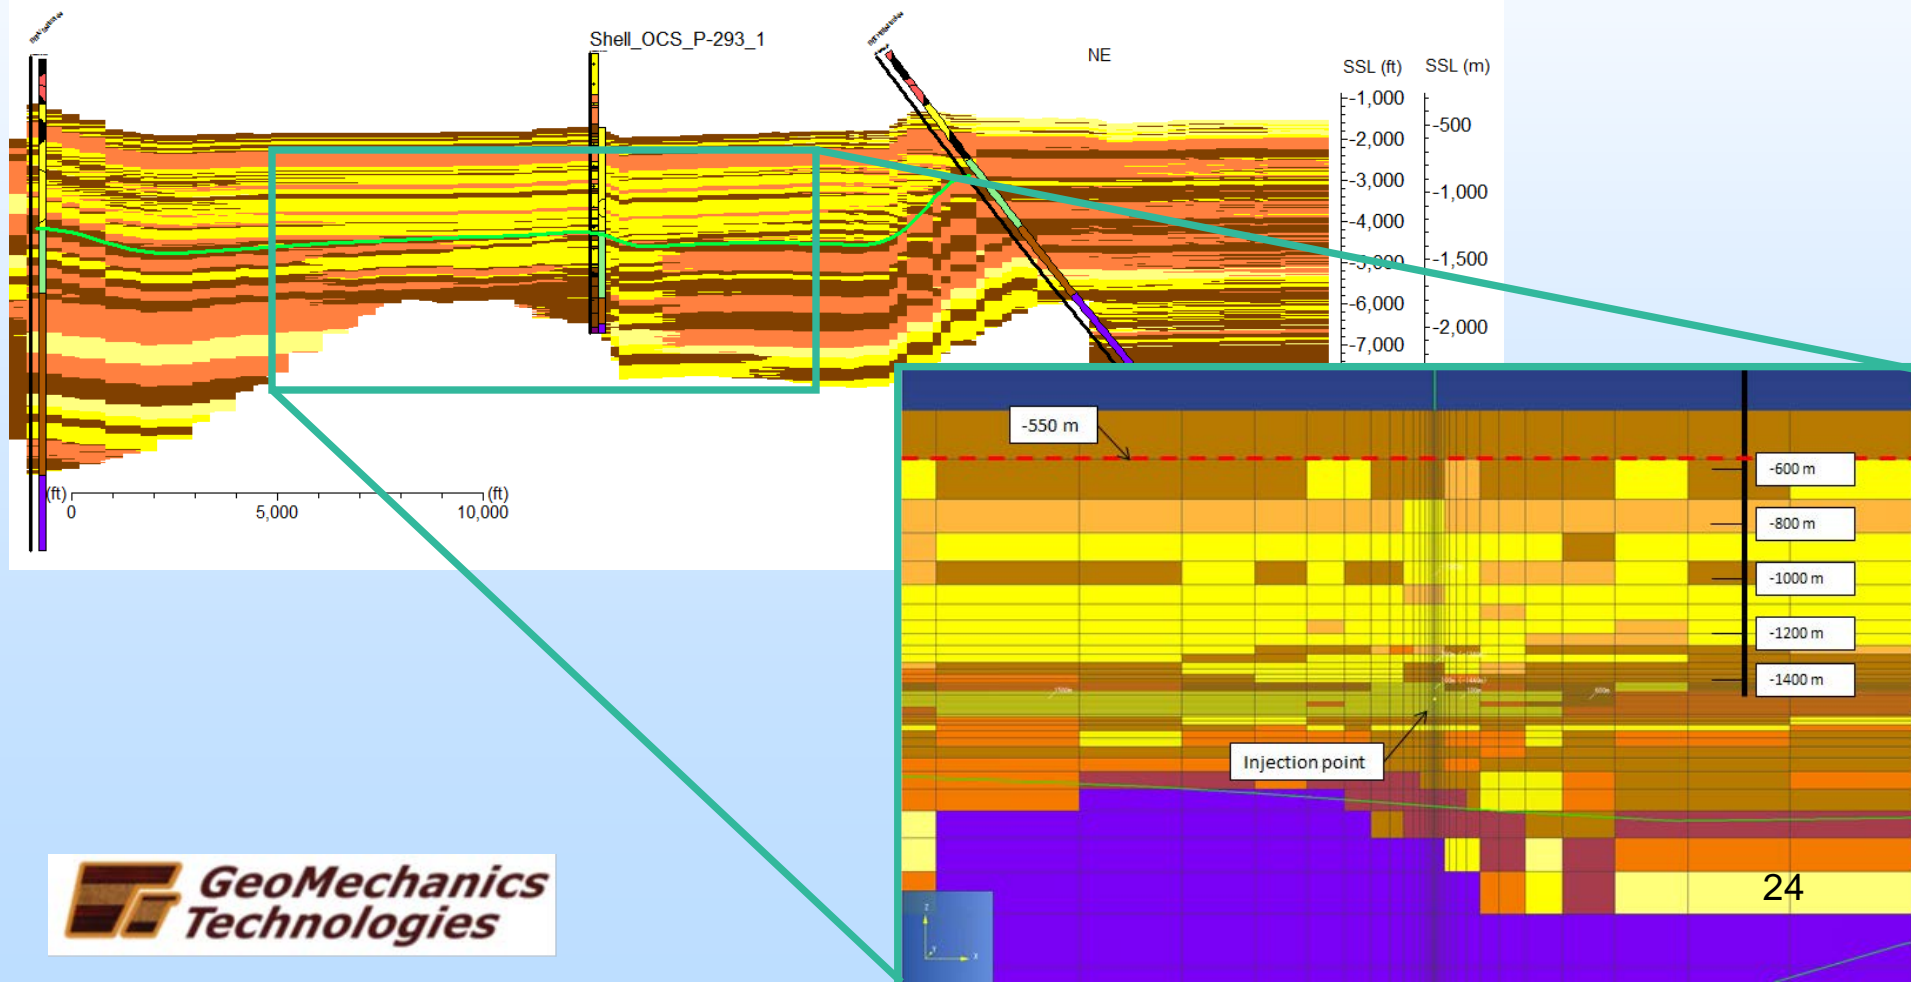 Shell_OCS_P-293_1
NE
SSL (ft) SSL (m)
-1,000
-500
-2,000
-3,000
-1,000
-4,000
-5,000
-1,500
-6,000
-2,000
-7,000
(ft) (ft)
0 5,000 10,000
-550 m
-600 m
-800 m
-1000 m
-1200 m
-1400 m
Injection point
24
Z
Y
X
GeoMechanics
Technologies